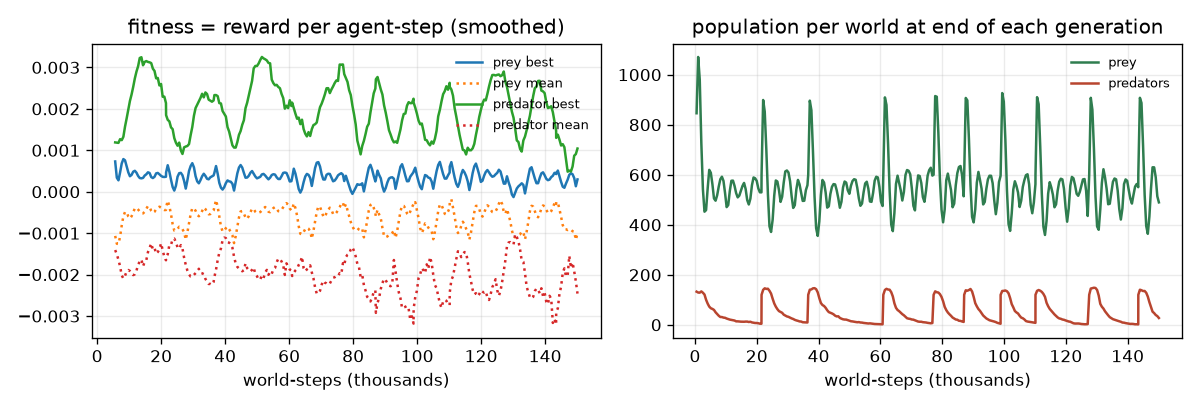 fitness = reward per agent-step (smoothed)
0.003
0.002
0.001
0.000
−0.001
−0.002
−0.003
prey best
prey mean
predator best
predator mean
0 20 40 60 80 100 120 140
world-steps (thousands)
population per world at end of each generation
1000
800
600
400
200
0
prey
predators
0 20 40 60 80 100 120 140
world-steps (thousands)